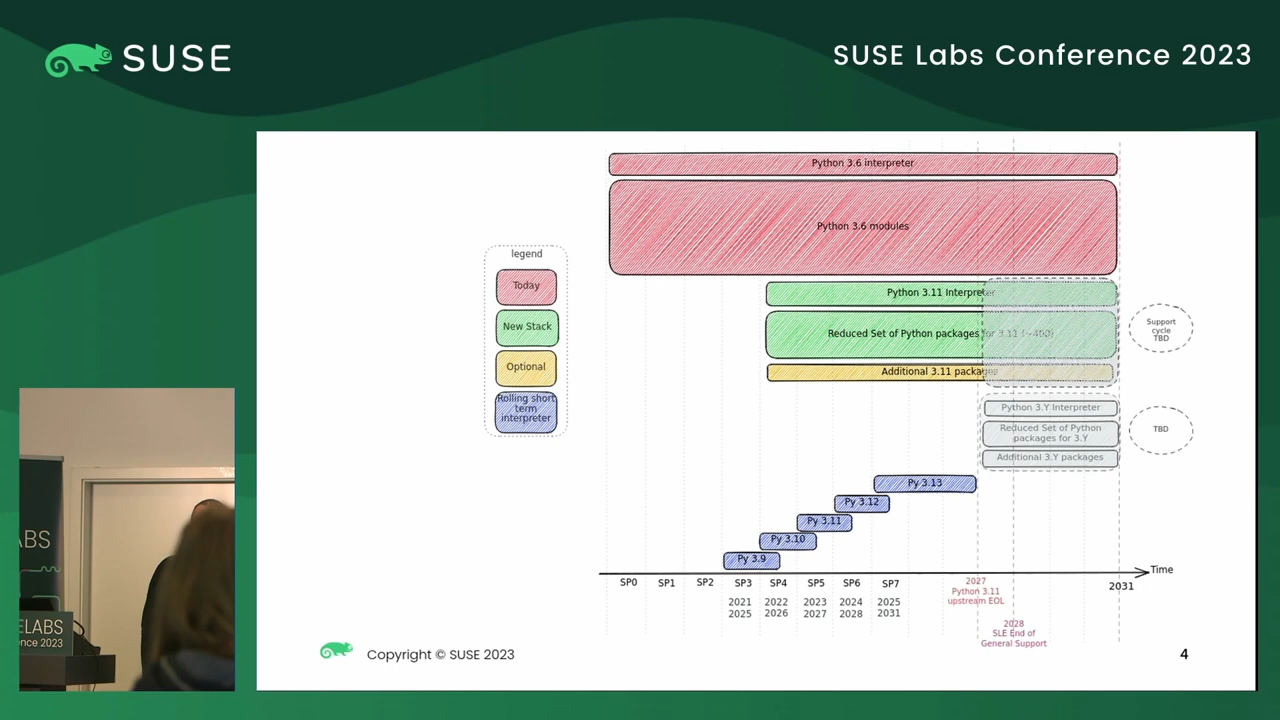 SUSE
SUSE Labs Conference 2023
Python 3.6 interpreter
Python 3.6 modules
legend
Today
New Stack
Optional
Rolling short
term
interpreter
Python 3.11 Interpreter
Reduced Set of Python packages for 3.11 (~400)
Additional 3.11 packages
Support
cycle
TBD
Python 3.Y Interpreter
Reduced Set of Python
packages for 3.Y
Additional 3.Y packages
TBD
Py 3.13
Py 3.12
Py 3.11
Py 3.10
Py 3.9
Time
SP0 SP1 SP2 SP3 SP4 SP5 SP6 SP7
2031
2021 2022 2023 2024 2025
2025 2026 2027 2028 2031
2027
Python 3.11
upstream EOL
2028
SLE End of
General Support
Copyright © SUSE 2023
4
ABS
ELABS
ence 2023